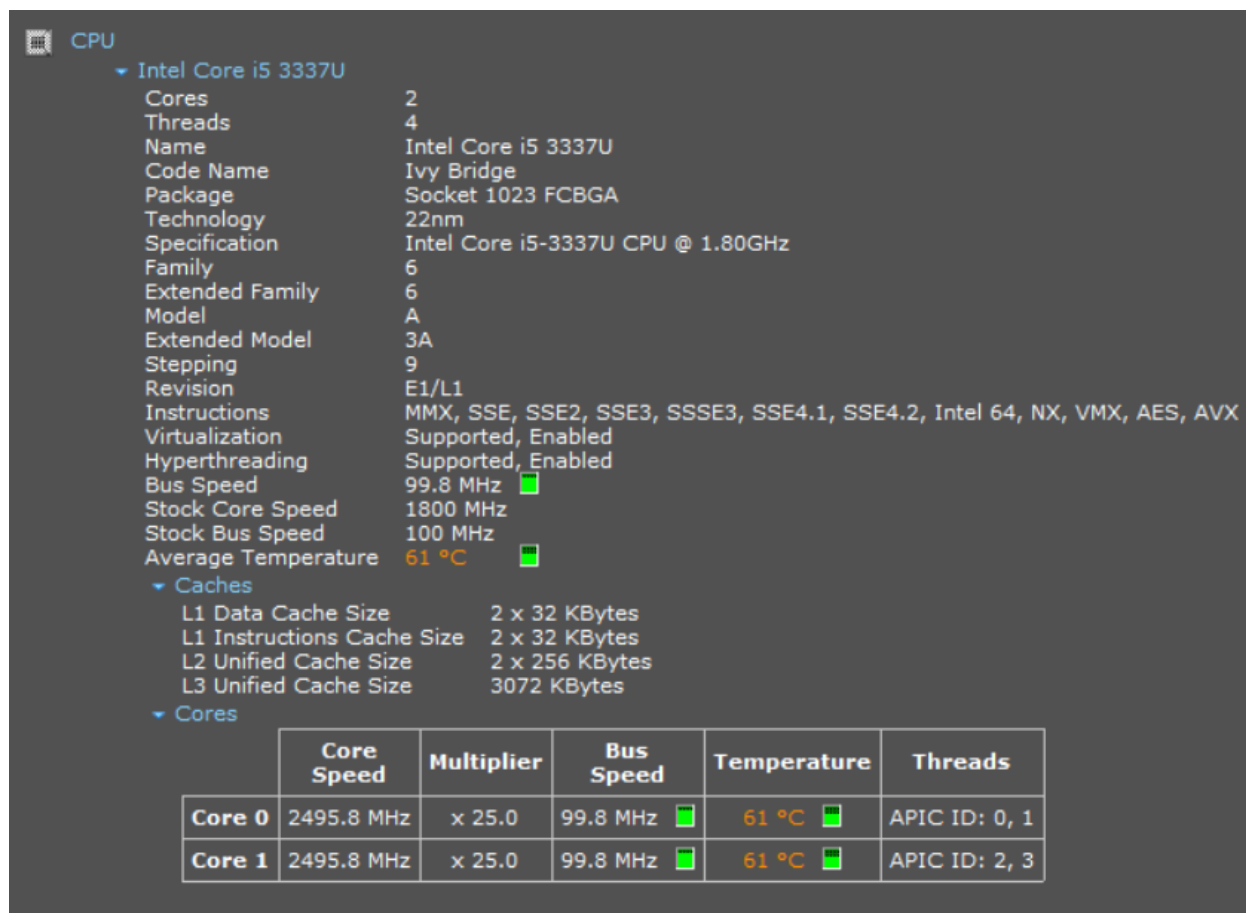 CPU
Intel Core i5 3337U
Cores 2
Threads 4
Name Intel Core i5 3337U
Code Name Ivy Bridge
Package Socket 1023 FCBGA
Technology 22nm
Specification Intel Core i5-3337U CPU @ 1.80GHz
Family 6
Extended Family 6
Model A
Extended Model 3A
Stepping 9
Revision E1/L1
Instructions MMX, SSE, SSE2, SSE3, SSSE3, SSE4.1, SSE4.2, Intel 64, NX, VMX, AES, AVX
Virtualization Supported, Enabled
Hyperthreading Supported, Enabled
Bus Speed 99.8 MHz
Stock Core Speed 1800 MHz
Stock Bus Speed 100 MHz
Average Temperature 61 °C
Caches
L1 Data Cache Size 2 x 32 KBytes
L1 Instructions Cache Size 2 x 32 KBytes
L2 Unified Cache Size 2 x 256 KBytes
L3 Unified Cache Size 3072 KBytes
Cores
Core Speed Multiplier Bus Speed Temperature Threads
Core 0 2495.8 MHz x 25.0 99.8 MHz 61 °C APIC ID: 0, 1
Core 1 2495.8 MHz x 25.0 99.8 MHz 61 °C APIC ID: 2, 3